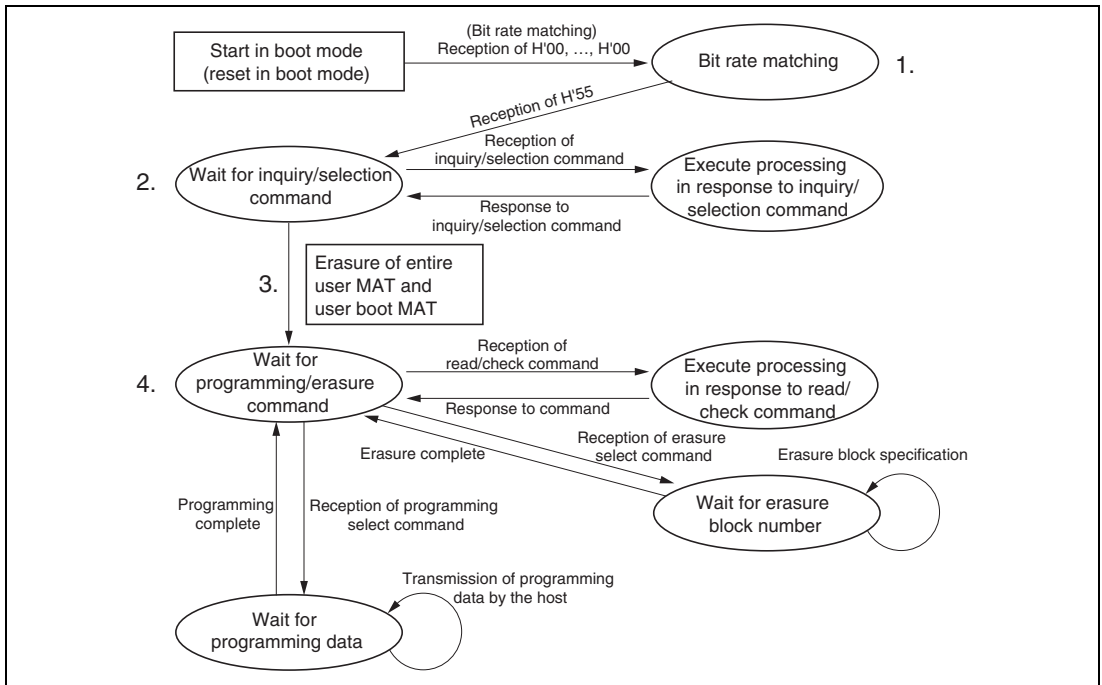 Start in boot mode
(reset in boot mode)
(Bit rate matching)
Reception of H'00, …, H'00
Bit rate matching
1.
Reception of H'55
2.
Wait for inquiry/selection
command
Reception of
inquiry/selection command
Response to
inquiry/selection command
Execute processing
in response to inquiry/
selection command
3.
Erasure of entire
user MAT and
user boot MAT
4.
Wait for
programming/erasure
command
Reception of
read/check command
Response to command
Execute processing
in response to read/
check command
Erasure complete
Reception of erasure
select command
Erasure block specification
Wait for erasure
block number
Programming
complete
Reception of programming
select command
Transmission of programming
data by the host
Wait for
programming data